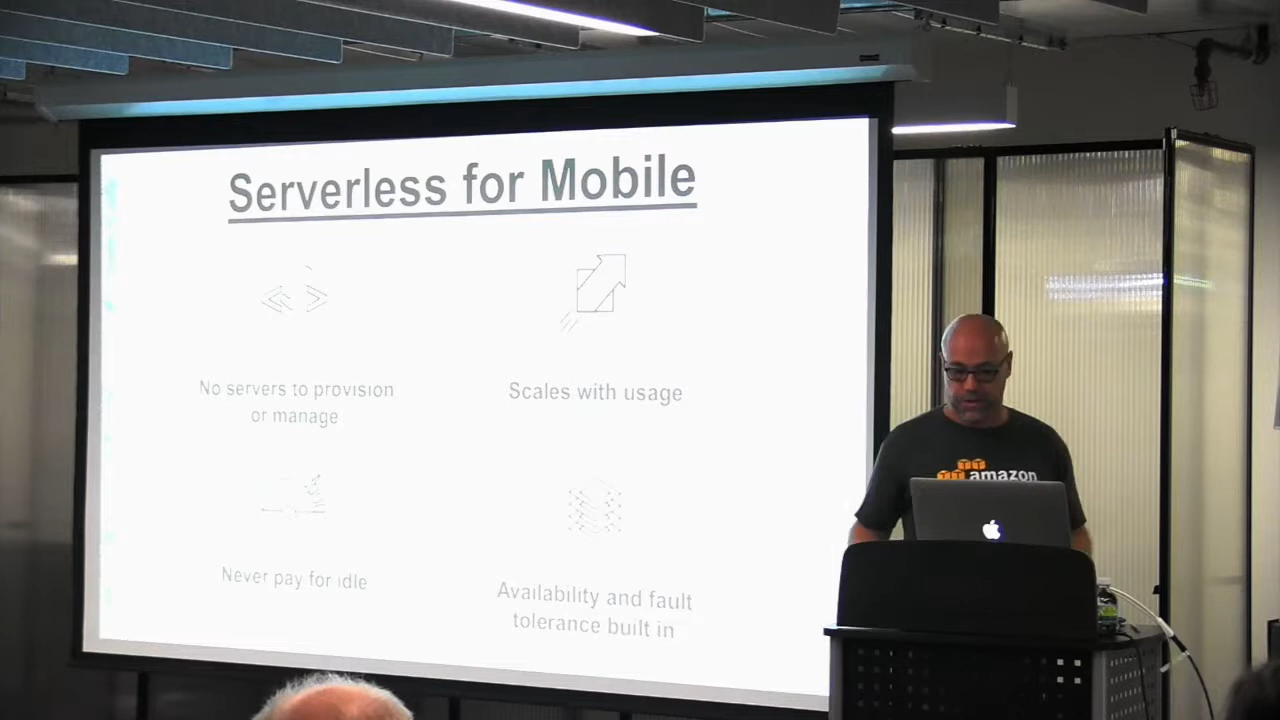 Serverless for Mobile
No servers to provision
or manage
Scales with usage
Never pay for idle
Availability and fault
tolerance built in
amazon